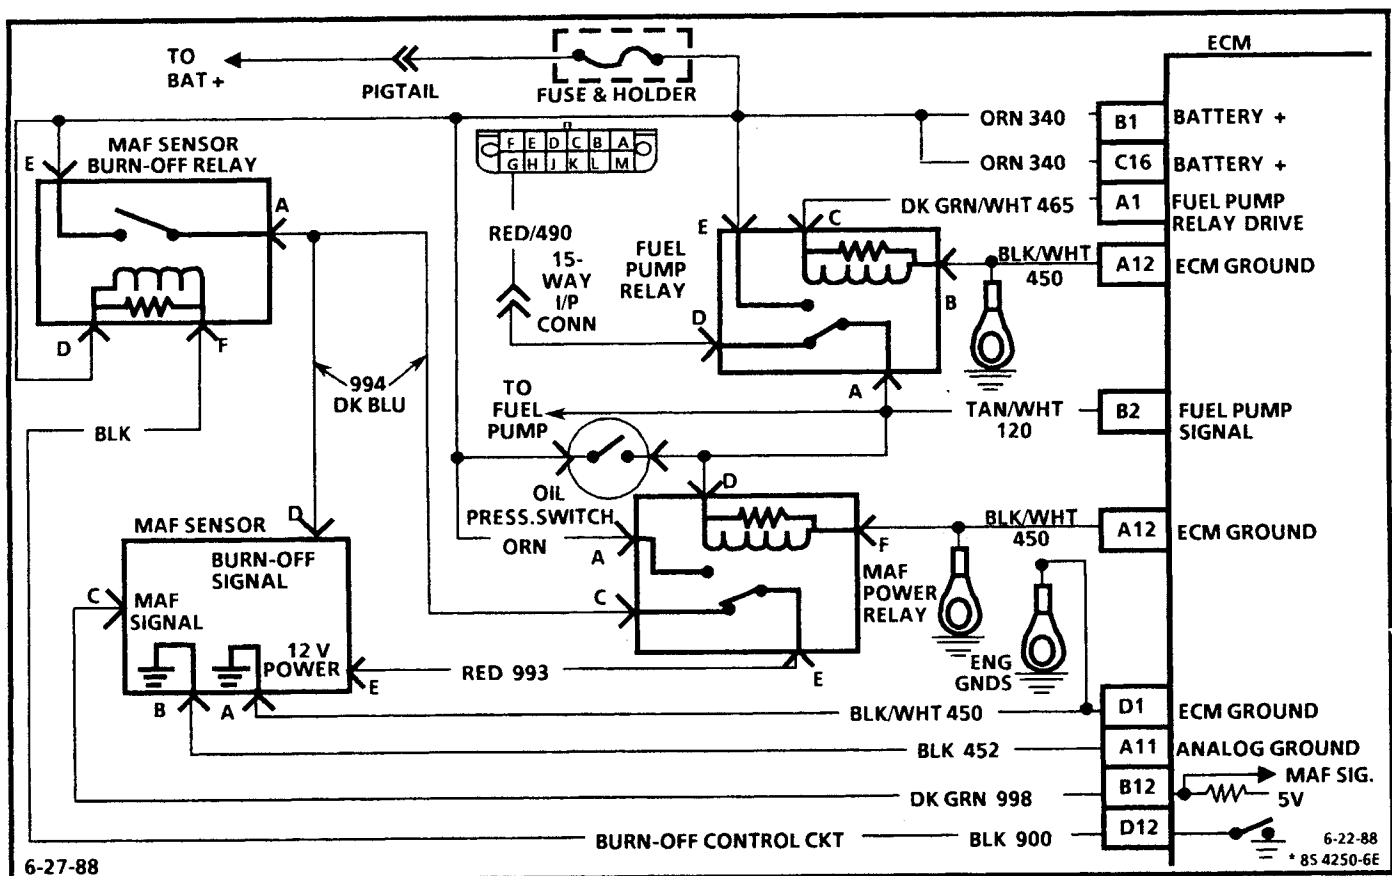 ECM
TO
BAT +
PIGTAIL
FUSE & HOLDER
ORN 340
B1
BATTERY +
MAF SENSOR
BURN-OFF RELAY
E
F E D C B A
G H J K L M
ORN 340
C16
BATTERY +
A
DK GRN/WHT 465
A1
FUEL PUMP
RELAY DRIVE
E
C
RED/490
15-
WAY
I/P
CONN
FUEL
PUMP
RELAY
BLK/WHT
450
A12
ECM GROUND
B
D
D
F
994
DK BLU
A
TO
FUEL
PUMP
TAN/WHT
120
B2
FUEL PUMP
SIGNAL
BLK
OIL
PRESS.SWITCH
D
MAF SENSOR
D
ORN
A
F
BLK/WHT
450
A12
ECM GROUND
BURN-OFF
SIGNAL
MAF
POWER
RELAY
C
MAF
SIGNAL
C
12 V
POWER
E
RED 993
E
ENG
GNDS
B
A
BLK/WHT 450
D1
ECM GROUND
BLK 452
A11
ANALOG GROUND
DK GRN 998
B12
MAF SIG.
5V
BURN-OFF CONTROL CKT
BLK 900
D12
6-27-88
6-22-88
* 8S 4250-6E